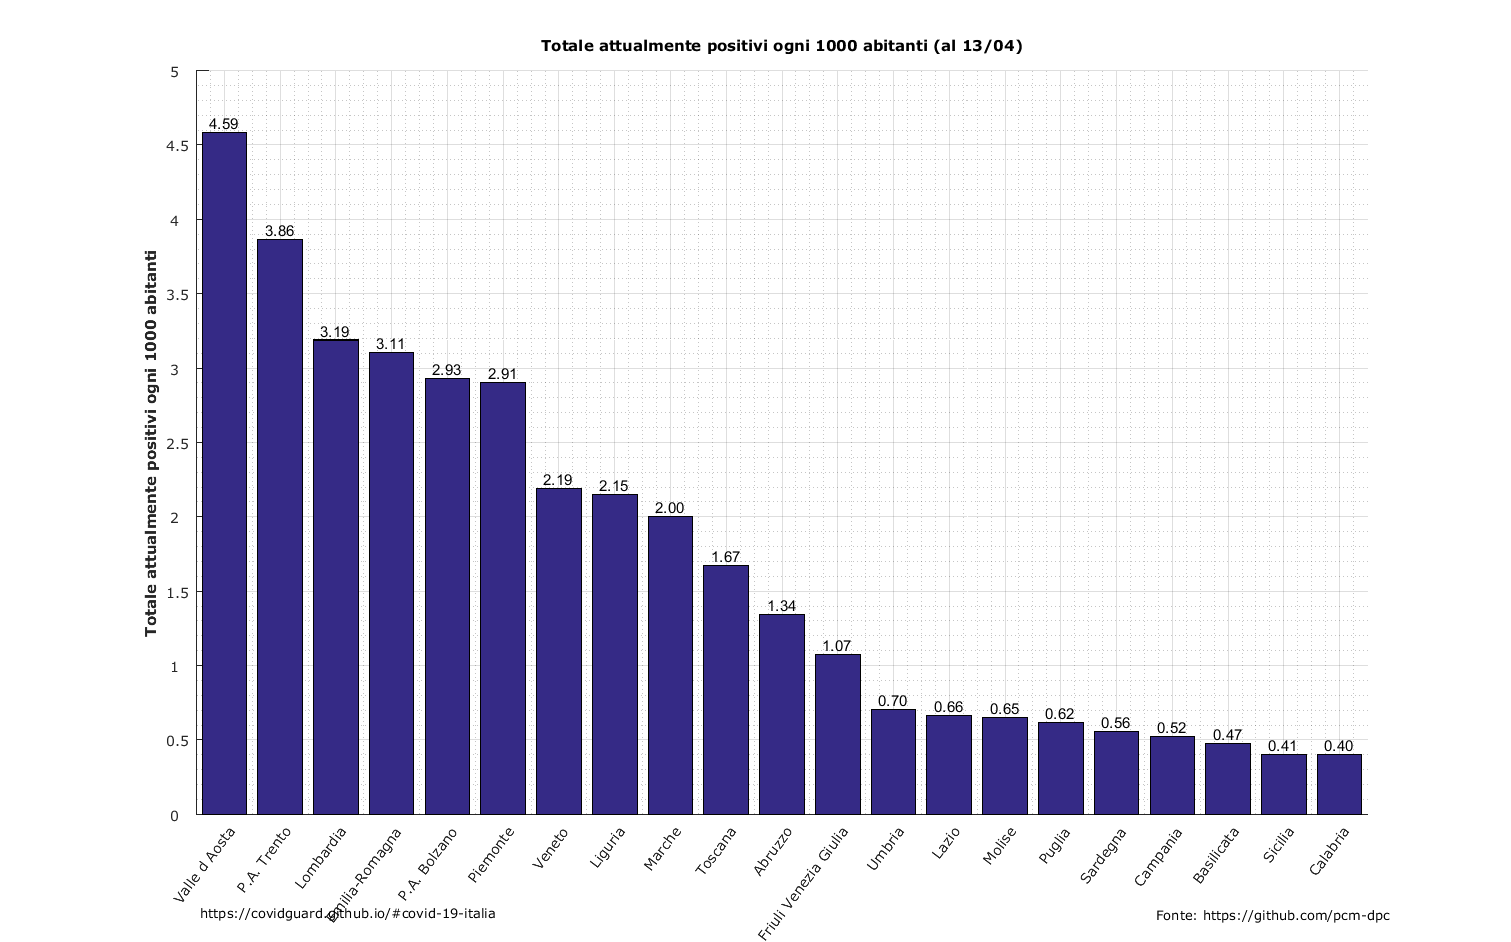 Totale attualmente positivi ogni 1000 abitanti (al 13/04)
Totale attualmente positivi ogni 1000 abitanti
5
4.5
4
3.5
3
2.5
2
1.5
1
0.5
0
4.59
3.86
3.19
3.11
2.93
2.91
2.19
2.15
2.00
1.67
1.34
1.07
0.70
0.66
0.65
0.62
0.56
0.52
0.47
0.41
0.40
Valle d Aosta
P.A. Trento
Lombardia
Emilia-Romagna
P.A. Bolzano
Piemonte
Veneto
Liguria
Marche
Toscana
Abruzzo
Friuli Venezia Giulia
Umbria
Lazio
Molise
Puglia
Sardegna
Campania
Basilicata
Sicilia
Calabria
https://covidguard.github.io/#covid-19-italia
Fonte: https://github.com/pcm-dpc